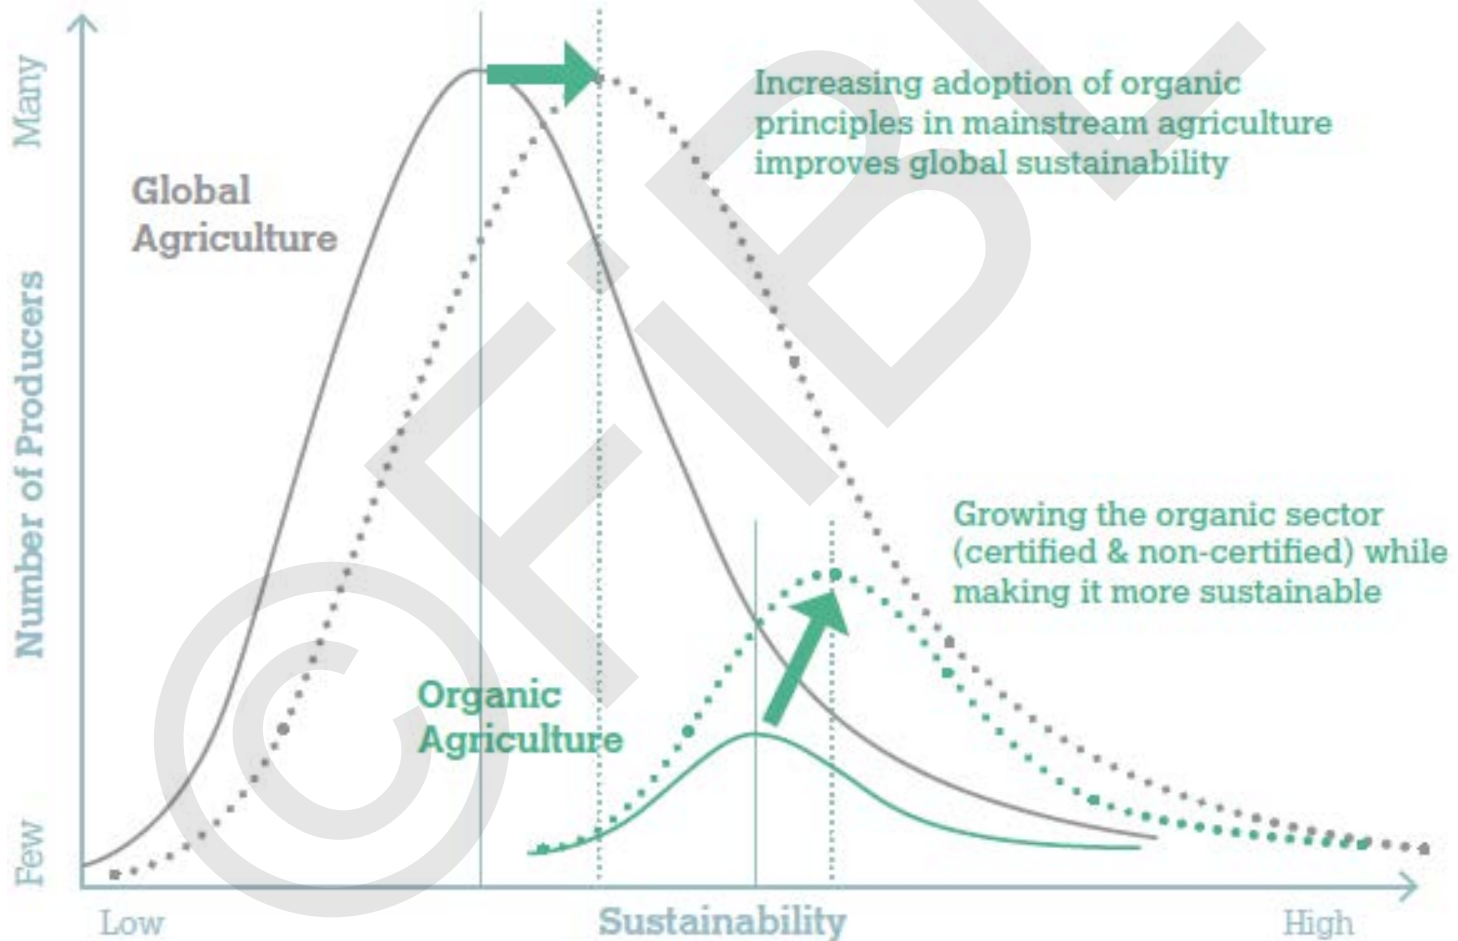 Many
Number of Producers
Few
Global
Agriculture
Increasing adoption of organic
principles in mainstream agriculture
improves global sustainability
Growing the organic sector
(certified & non-certified) while
making it more sustainable
Organic
Agriculture
Low
Sustainability
High
©FiBL